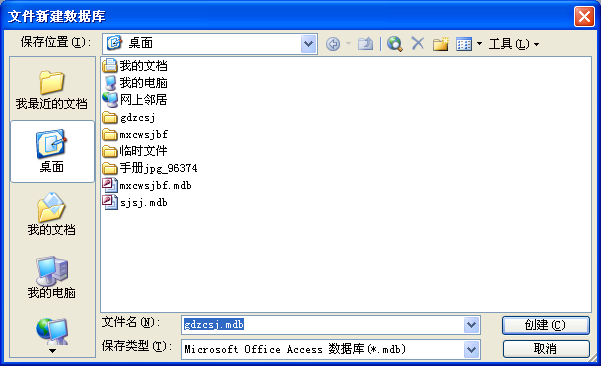 文件新建数据库
保存位置(I):
桌面
工具(L)
我最近的文档
桌面
我的文档
我的电脑
我的文档
我的电脑
网上邻居
gdzcsj
mxcwsjbf
临时文件
手册jpg_96374
mxcwsjbf.mdb
sjsj.mdb
文件名(N):
gdzcsj.mdb
创建(C)
保存类型(T):
Microsoft Office Access 数据库(*.mdb)
取消